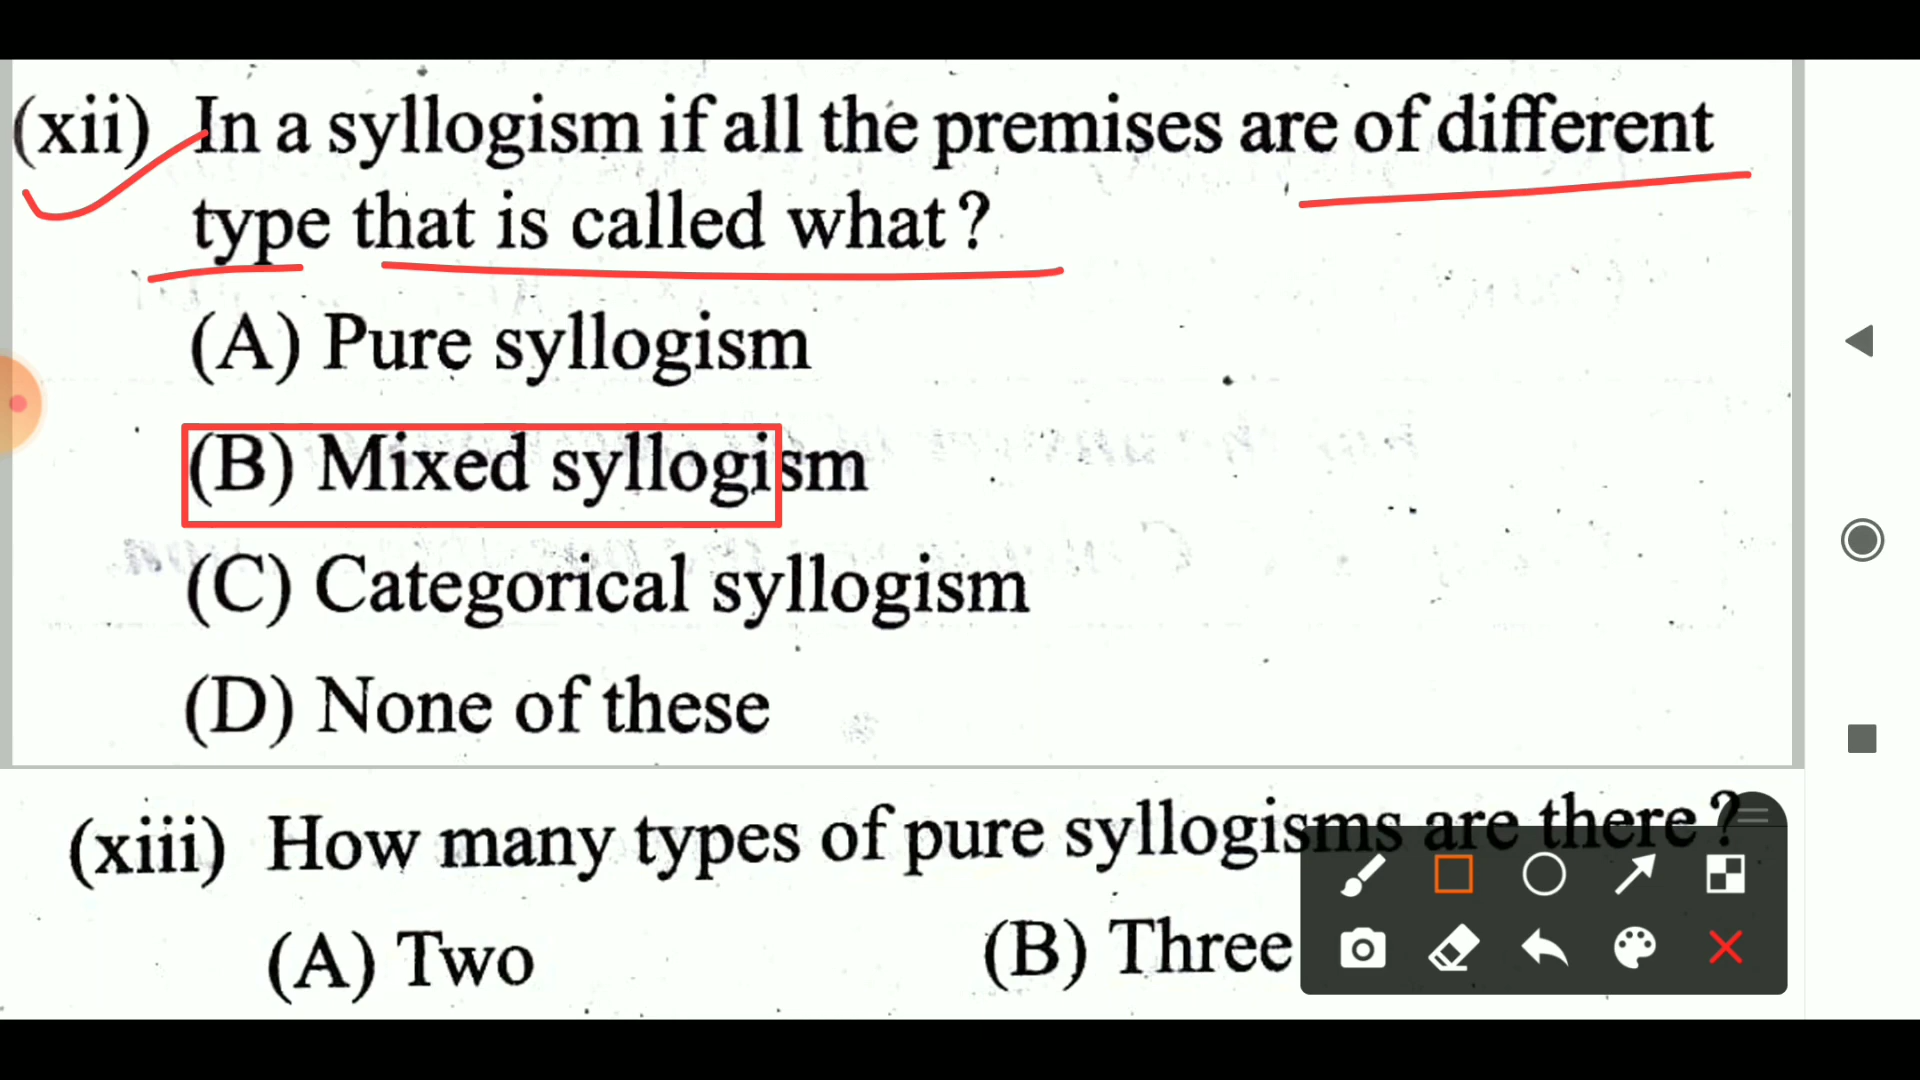 (xii) In a syllogism if all the premises are of different
type that is called what?
(A) Pure syllogism
(B) Mixed syllogism
(C) Categorical syllogism
(D) None of these
(xiii) How many types of pure syllogisms are there?
(A) Two (B) Three